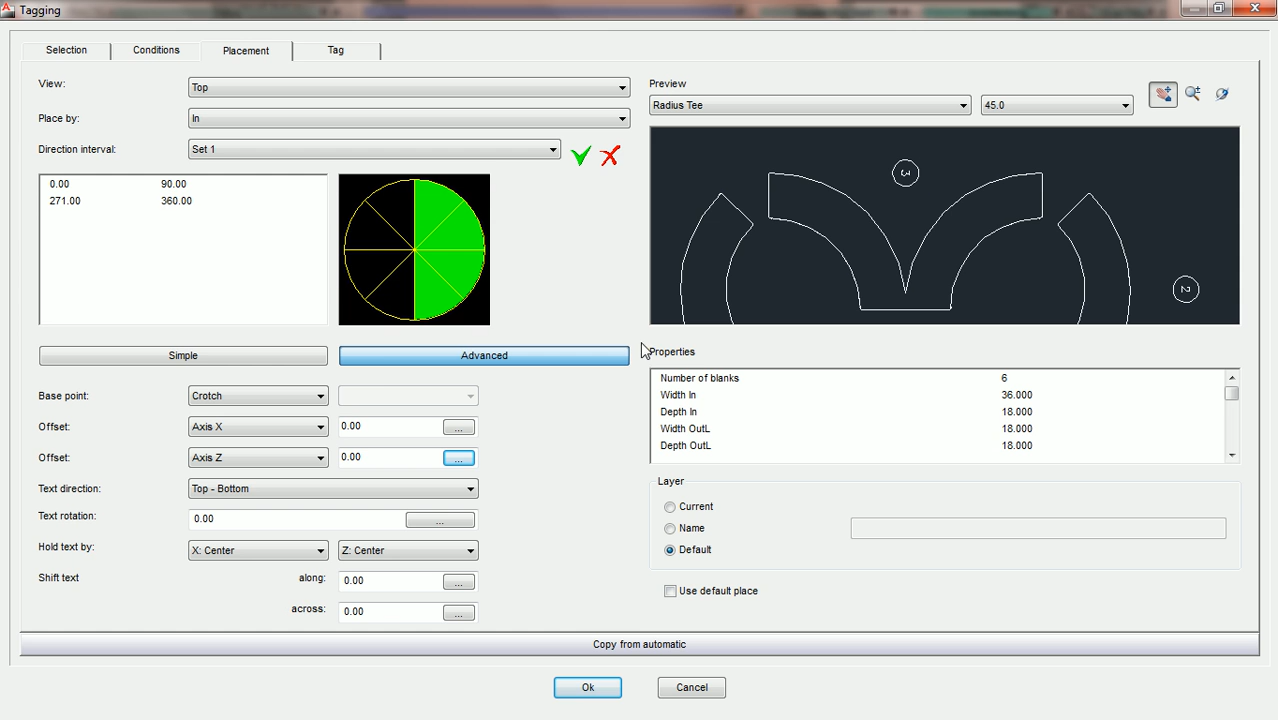 Tagging
Selection Conditions Placement Tag
View: Top
Place by: In
Direction interval: Set 1
0.00 90.00
271.00 360.00
Simple Advanced
Base point: Crotch
Offset: Axis X 0.00 ...
Offset: Axis Z 0.00 ...
Text direction: Top - Bottom
Text rotation: 0.00 ...
Hold text by: X: Center Z: Center
Shift text along: 0.00 ...
across: 0.00 ...
Preview
Radius Tee 45.0
3
2
Properties
Number of blanks 6
Width In 36.000
Depth In 18.000
Width OutL 18.000
Depth OutL 18.000
Layer
Current
Name
Default
Use default place
Copy from automatic
Ok Cancel